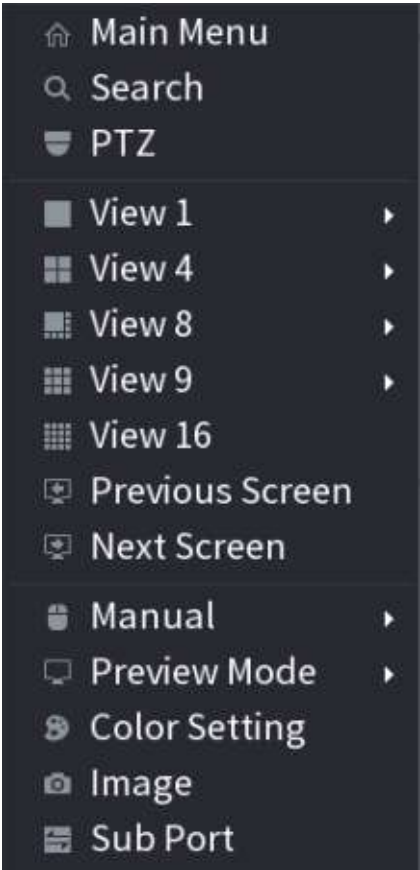 Main Menu
Search
PTZ
View 1
View 4
View 8
View 9
View 16
Previous Screen
Next Screen
Manual
Preview Mode
Color Setting
Image
Sub Port